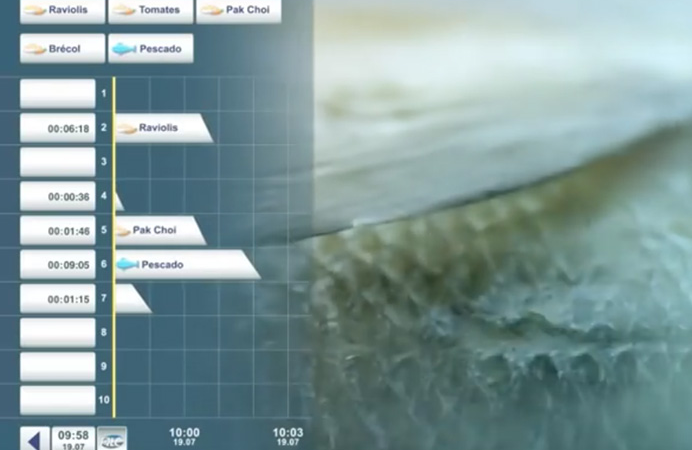 Raviolis Tomates Pak Choi
Brécol Pescado
1
00:06:18 2 Raviolis
3
00:00:36 4
00:01:46 5 Pak Choi
00:09:05 6 Pescado
00:01:15 7
8
9
10
09:58 10:00 10:03
19.07 19.07 19.07